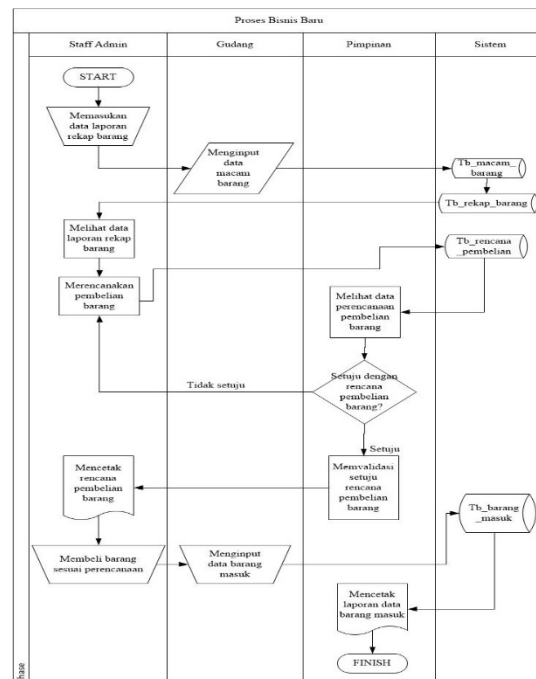 Proses Bisnis Baru
Staff Admin
Gudang
Pimpinan
Sistem
START
Memasukan
data laporan
rekap barang
Menginput
data
macam
barang
Tb_macam_
barang
Tb_rekap_barang
Melihat data
laporan rekap
barang
Tb_rencana
_pembelian
Merencanakan
pembelian
barang
Melihat data
perencanaan
pembelian
barang
Setuju dengan
rencana
pembelian
barang?
Tidak setuju
Setuju
Memvalidasi
setuju
rencana
pembelian
barang
Mencetak
rencana
pembelian
barang
Tb_barang
_masuk
Membeli barang
sesuai perencanaan
Menginput
data barang
masuk
Mencetak
laporan data
barang masuk
FINISH
hase